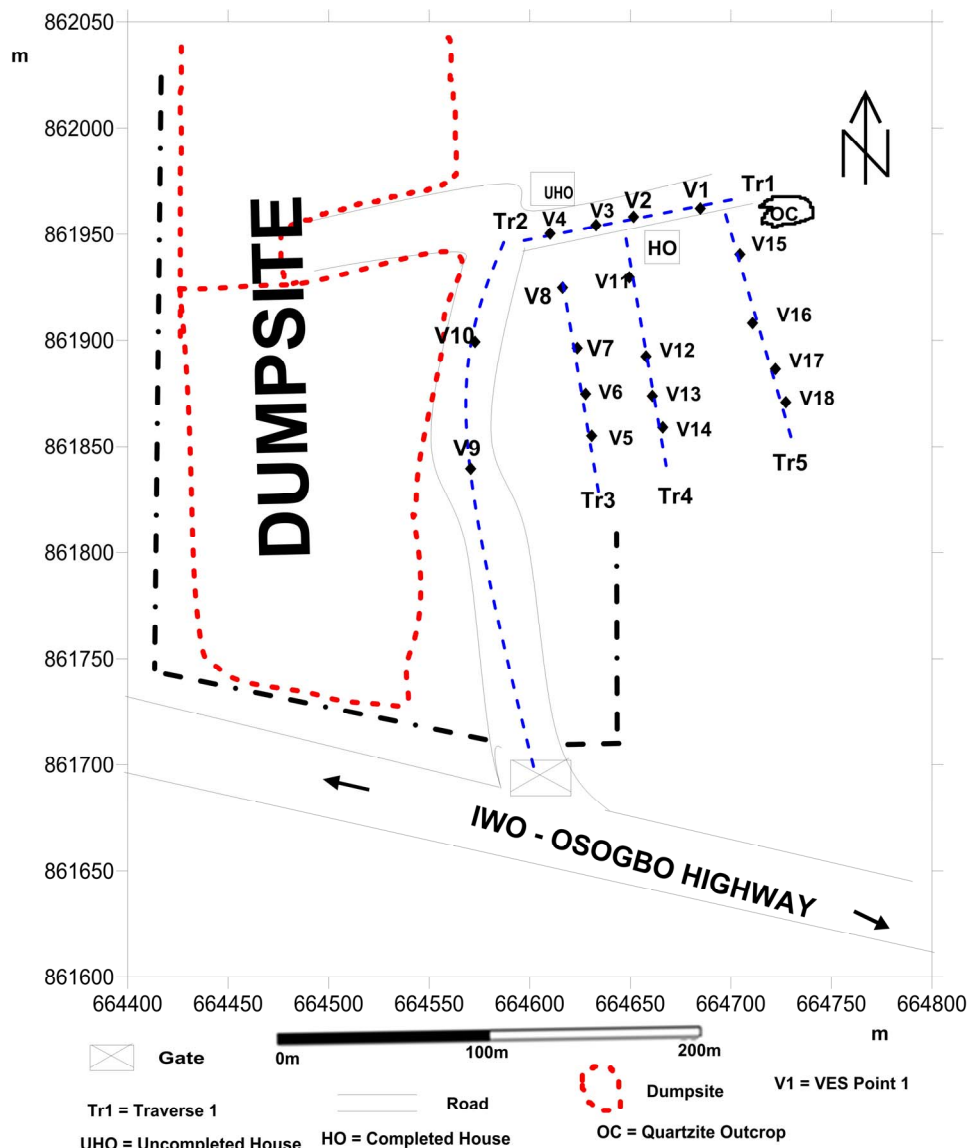 862050
m
862000
861950
861900
861850
861800
861750
861700
861650
861600
664400 664450 664500 664550 664600 664650 664700 664750 664800
m
DUMPSITE
UHO
Tr2
V4
V3
V2
V1
Tr1
OC
HO
V15
V8
V11
V10
V7
V12
V16
V6
V13
V17
V18
V9
V5
V14
Tr3
Tr4
Tr5
N
IWO - OSOGBO HIGHWAY
0m 100m 200m
Gate
Dumpsite
V1 = VES Point 1
Tr1 = Traverse 1
Road
UHO = Uncompleted House
HO = Completed House
OC = Quartzite Outcrop